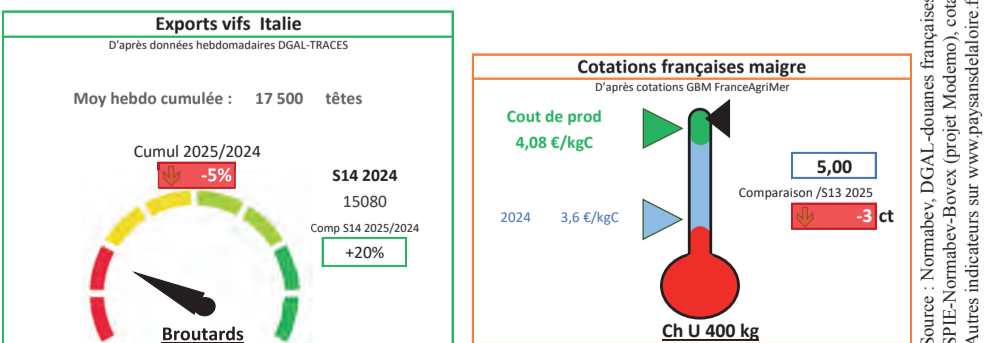 Exports vifs Italie
D'après données hebdomadaires DGAL-TRACES
Moy hebdo cumulée : 17 500 têtes
Cumul 2025/2024
-5%
S14 2024
15080
Comp S14 2025/2024
+20%
Broutards
Cotations françaises maigre
D'après cotations GBM FranceAgriMer
Cout de prod
4,08 €/kgC
5,00
Comparaison /S13 2025
-3 ct
2024 3,6 €/kgC
Ch U 400 kg
Source : Normabev, DGAL -douanes françaises
SPIE-Normabev-Bovex (projet Modemo),
Autres indicateurs sur www.paysansdelaloire.f